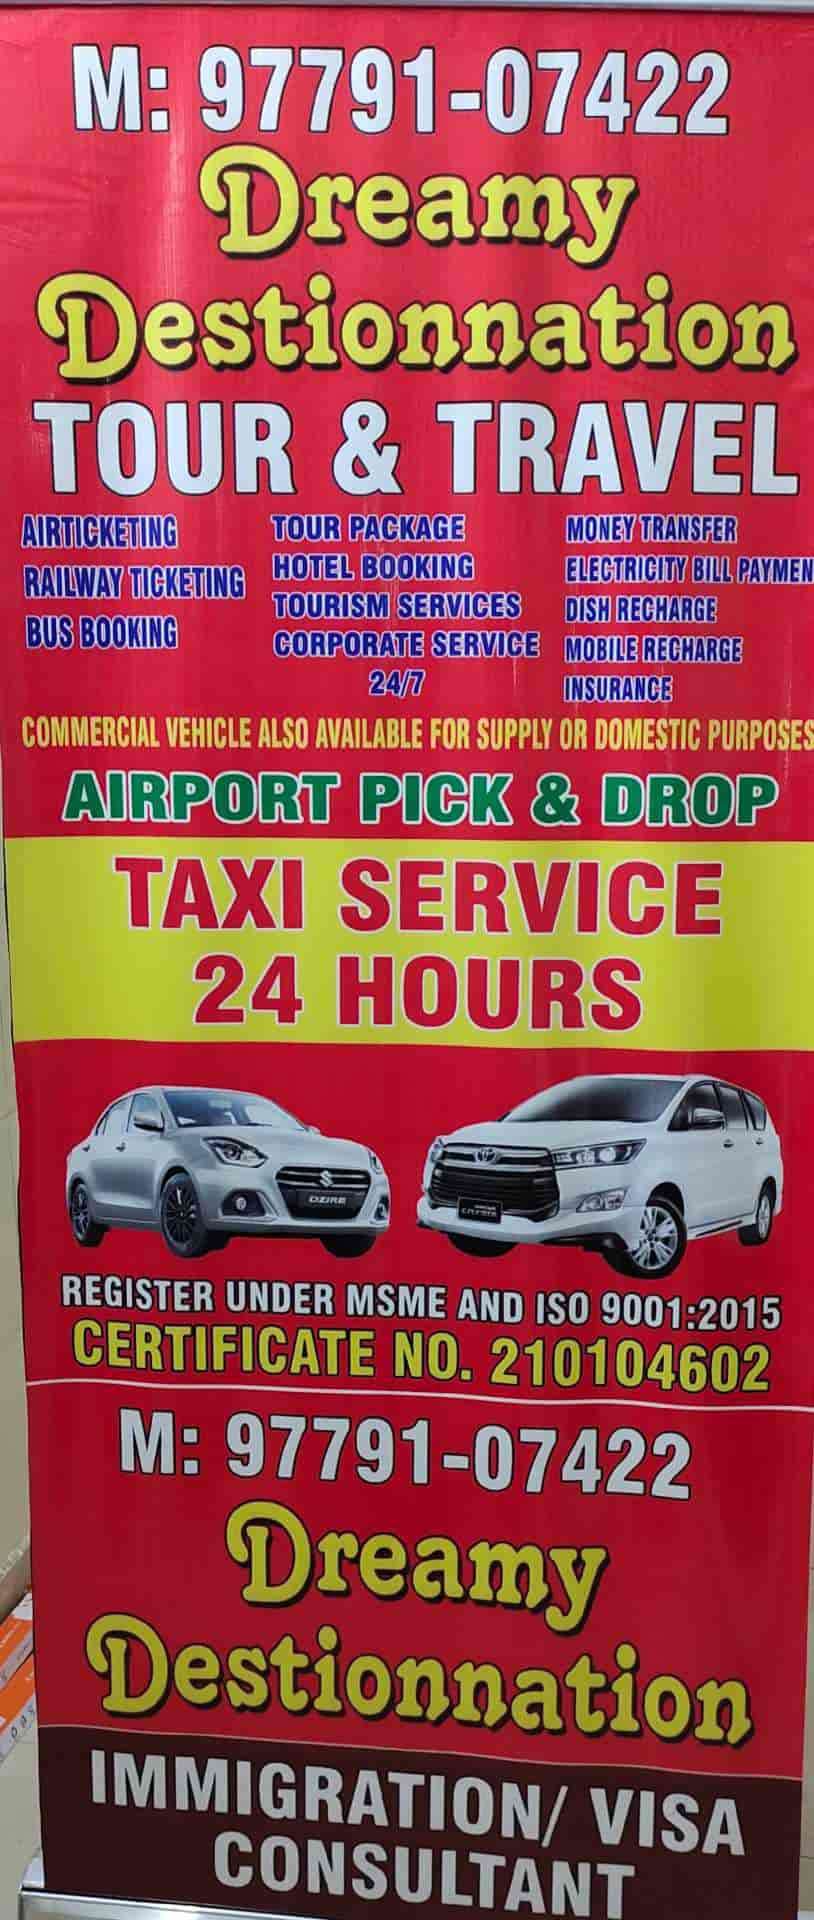 M: 97791-07422
Dreamy
Destionnation
TOUR & TRAVEL
AIRTICKETING
RAILWAY TICKETING
BUS BOOKING
TOUR PACKAGE
HOTEL BOOKING
TOURISM SERVICES
CORPORATE SERVICE
24/7
MONEY TRANSFER
ELECTRICITY BILL PAYMEN
DISH RECHARGE
MOBILE RECHARGE
INSURANCE
COMMERCIAL VEHICLE ALSO AVAILABLE FOR SUPPLY OR DOMESTIC PURPOSES
AIRPORT PICK & DROP
TAXI SERVICE
24 HOURS
DZIRE
REGISTER UNDER MSME AND ISO 9001:2015
CERTIFICATE NO. 210104602
M: 97791-07422
Dreamy
Destionnation
IMMIGRATION/ VISA
CONSULTANT